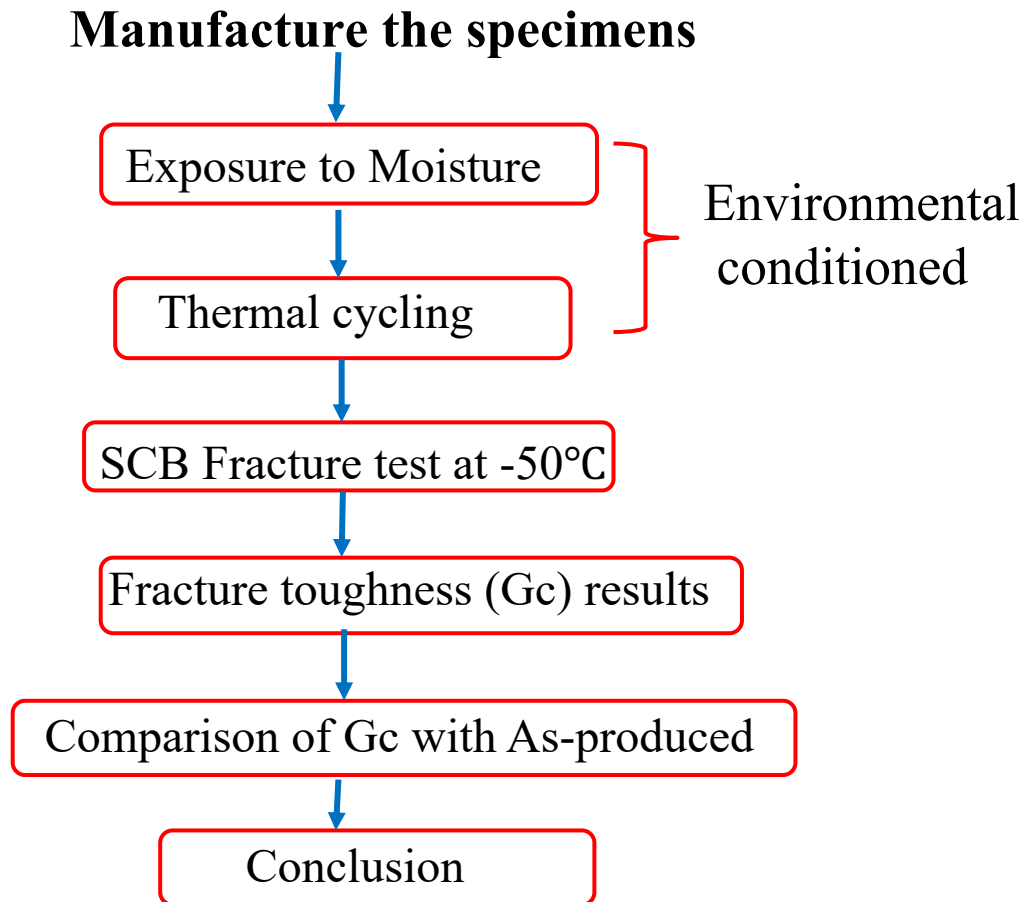 Manufacture the specimens
Exposure to Moisture
Environmental
conditioned
Thermal cycling
SCB Fracture test at -50℃
Fracture toughness (Gc) results
Comparison of Gc with As-produced
Conclusion